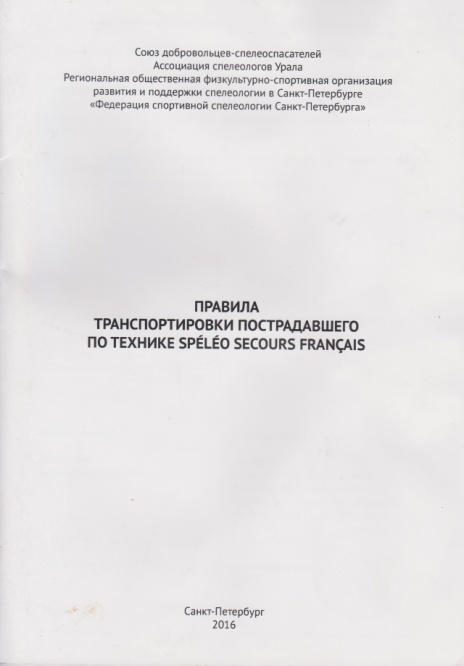 Союз добровольцев-спелеоспасателей
Ассоциация спелеологов Урала
Региональная общественная физкультурно-спортивная организация
развития и поддержки спелеологии в Санкт-Петербурге
«Федерация спортивной спелеологии Санкт-Петербурга»
ПРАВИЛА
ТРАНСПОРТИРОВКИ ПОСТРАДАВШЕГО
ПО ТЕХНИКЕ SPÉLÉO SECOURS FRANÇAIS
Санкт-Петербург
2016